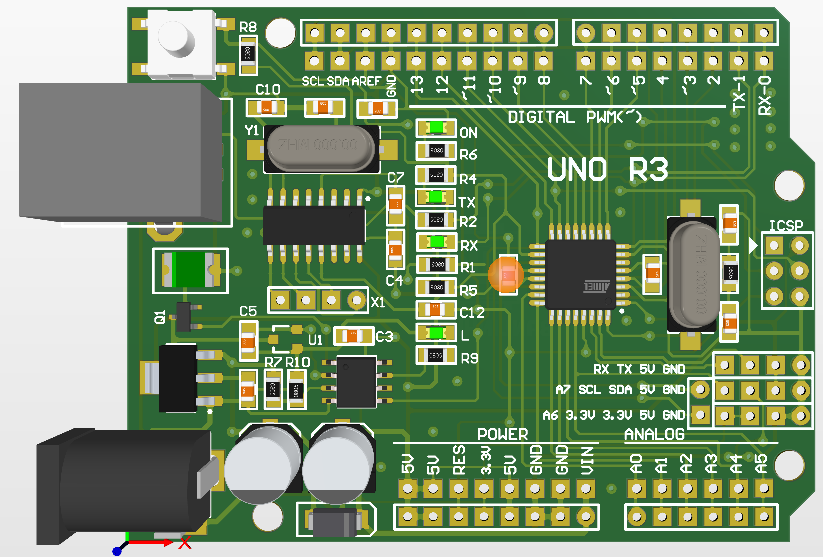 R8
SCL SDA AREF GND 13 12 ~11 ~10 ~9 8 7 ~6 ~5 4 ~3 2 TX-1 RX-0
C10
DIGITAL PWM(~)
Y1
ON
R6
UNO R3
C7
R4
TX
R2
ICSP
RX
C4
R1
R5
X1
Q1
C5
C12
U1
C3
L
R7 R10
R9
RX TX 5V GND
A7 SCL SDA 5V GND
A6 3.3V 3.3V 5V GND
POWER
ANALOG
5V 5V RES 3.3V 5V GND GND VIN A0 A1 A2 A3 A4 A5
X